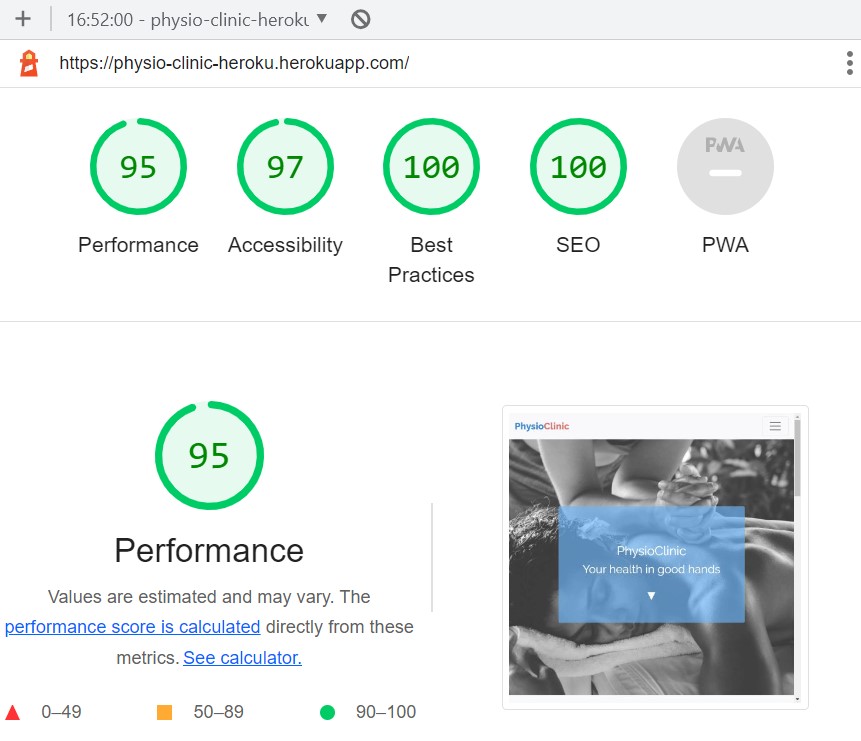 16:52:00 - physio-clinic-heroku
https://physio-clinic-heroku.herokuapp.com/
95
97
100
100
PWA
Performance
Accessibility
Best
Practices
SEO
PWA
95
Performance
Values are estimated and may vary. The
performance score is calculated directly from these
metrics. See calculator.
0–49
50–89
90–100
PhysioClinic
PhysioClinic
Your health in good hands